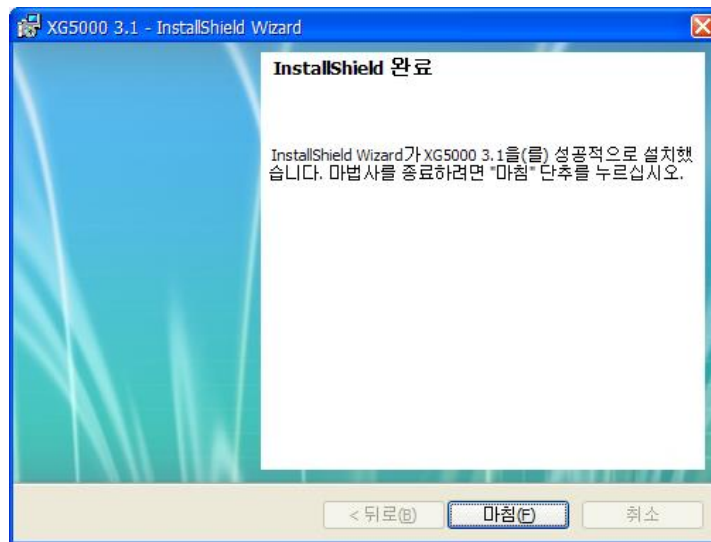 XG5000 3.1 - InstallShield Wizard
InstallShield 완료
InstallShield Wizard가 XG5000 3.1을(를) 성공적으로 설치했
습니다. 마법사를 종료하려면 "마침" 단추를 누르십시오.
< 뒤로(B) 마침(F) 취소